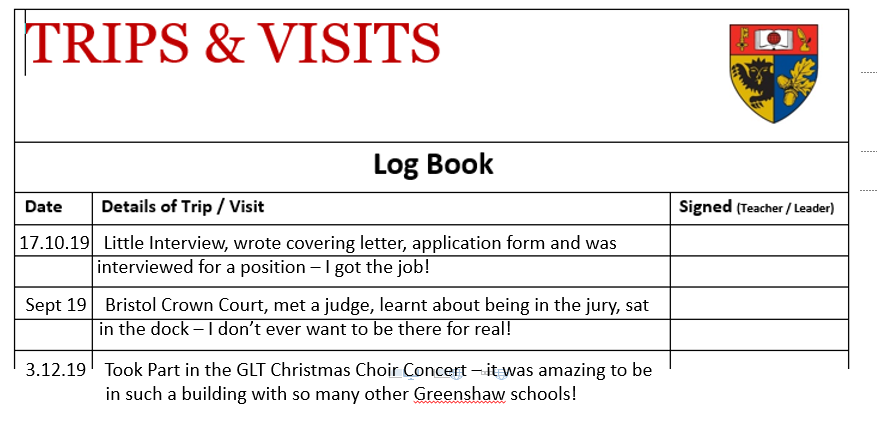 TRIPS & VISITS
Log Book
Date Details of Trip / Visit Signed (Teacher / Leader)
17.10.19 Little Interview, wrote covering letter, application form and was
interviewed for a position – I got the job!
Sept 19 Bristol Crown Court, met a judge, learnt about being in the jury, sat
in the dock – I don’t ever want to be there for real!
3.12.19 Took Part in the GLT Christmas Choir Concert – it was amazing to be
in such a building with so many other Greenshaw schools!